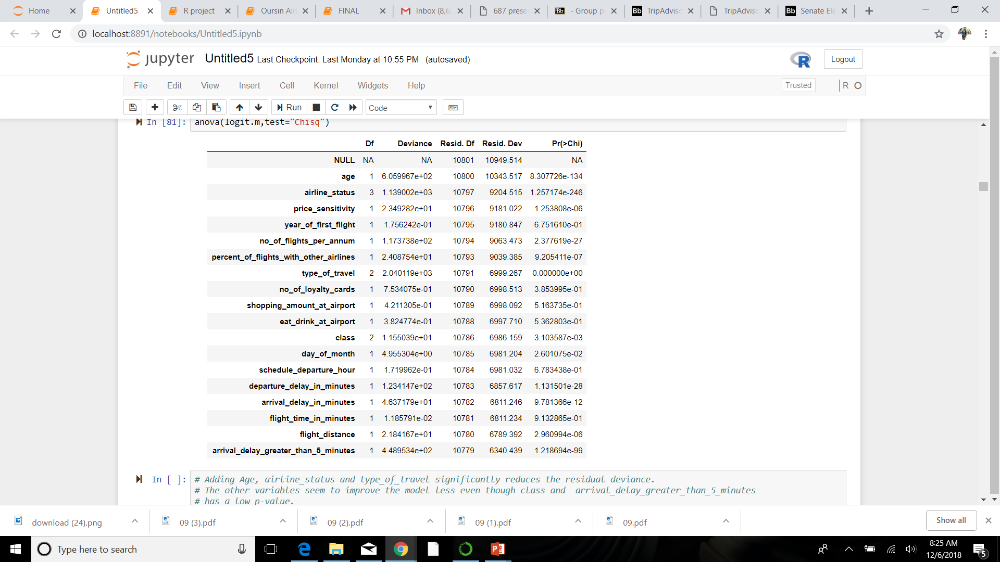 Home
Untitled5
R project
Oursin Air
FINAL
Inbox (8,6
687 prese
Bb - Group p
Bb TripAdviso
TripAdviso
Bb Senate Ele
localhost:8891/notebooks/Untitled5.ipynb
jupyter Untitled5 Last Checkpoint: Last Monday at 10:55 PM (autosaved)
R
Logout
File Edit View Insert Cell Kernel Widgets Help
Trusted
R
Run
Code
In [81]: anova(logit.m,test="Chisq")
Df Deviance Resid. Df Resid. Dev Pr(>Chi)
NULL NA NA 10801 10949.514 NA
age 1 6.059967e+02 10800 10343.517 8.307726e-134
airline_status 3 1.139002e+03 10797 9204.515 1.257174e-246
price_sensitivity 1 2.349282e+01 10796 9181.022 1.253808e-06
year_of_first_flight 1 1.756242e-01 10795 9180.847 6.751610e-01
no_of_flights_per_annum 1 1.173738e+02 10794 9063.473 2.377619e-27
percent_of_flights_with_other_airlines 1 2.408754e+01 10793 9039.385 9.205411e-07
type_of_travel 2 2.040119e+03 10791 6999.267 0.000000e+00
no_of_loyalty_cards 1 7.534075e-01 10790 6998.513 3.853995e-01
shopping_amount_at_airport 1 4.211305e-01 10789 6998.092 5.163735e-01
eat_drink_at_airport 1 3.824774e-01 10788 6997.710 5.362803e-01
class 2 1.155039e+01 10786 6986.159 3.103587e-03
day_of_month 1 4.955304e+00 10785 6981.204 2.601075e-02
schedule_departure_hour 1 1.719962e-01 10784 6981.032 6.783438e-01
departure_delay_in_minutes 1 1.234147e+02 10783 6857.617 1.131501e-28
arrival_delay_in_minutes 1 4.637179e+01 10782 6811.246 9.781366e-12
flight_time_in_minutes 1 1.185791e-02 10781 6811.234 9.132865e-01
flight_distance 1 2.184167e+01 10780 6789.392 2.960994e-06
arrival_delay_greater_than_5_minutes 1 4.489534e+02 10779 6340.439 1.218694e-99
In [ ]: # Adding Age, airline_status and type_of_travel significantly reduces the residual deviance.
# The other variables seem to improve the model less even though class and arrival_delay_greater_than_5_minutes
# has a low p-value.
download (24).png
09 (3).pdf
09 (2).pdf
09 (1).pdf
09.pdf
Show all
Type here to search
8:25 AM
12/6/2018
5